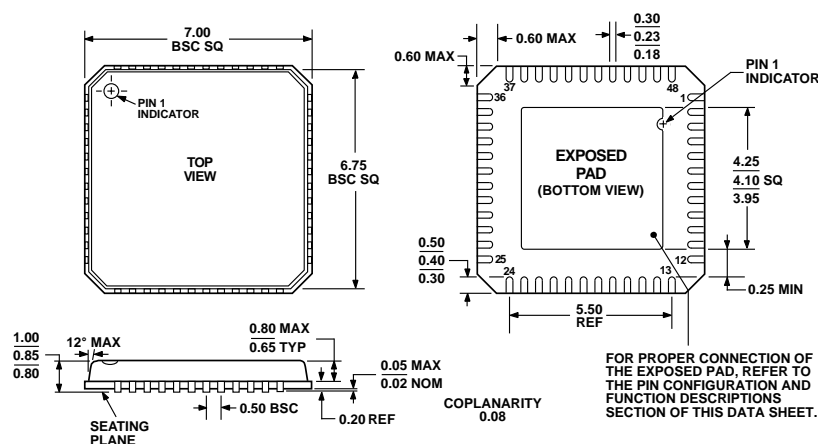 7.00
BSC SQ
PIN 1
INDICATOR
TOP
VIEW
6.75
BSC SQ
0.60 MAX
0.60 MAX
0.30
0.23
0.18
PIN 1
INDICATOR
37
48
36
1
EXPOSED
PAD
(BOTTOM VIEW)
4.25
4.10 SQ
3.95
0.50
0.40
0.30
25
24
12
13
0.25 MIN
5.50
REF
1.00
0.85
0.80
12° MAX
0.80 MAX
0.65 TYP
0.05 MAX
0.02 NOM
SEATING
PLANE
0.50 BSC
0.20 REF
COPLANARITY
0.08
FOR PROPER CONNECTION OF
THE EXPOSED PAD, REFER TO
THE PIN CONFIGURATION AND
FUNCTION DESCRIPTIONS
SECTION OF THIS DATA SHEET.